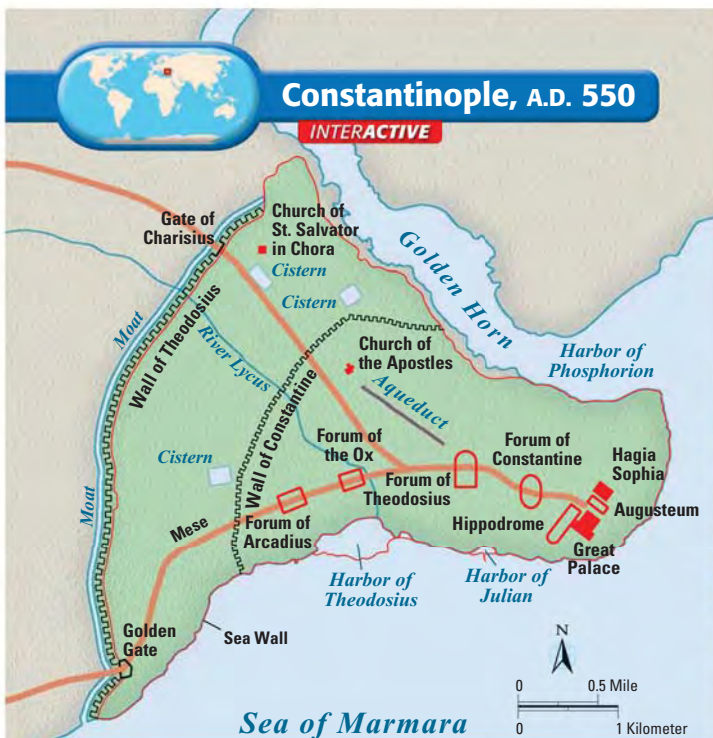 Constantinople, A.D. 550
INTERACTIVE
Gate of
Charisius
Church of
St. Salvator
in Chora
Cistern
Cistern
Golden Horn
Moat
Wall of Theodosius
River Lycus
Wall of Constantine
Church of
the Apostles
Aqueduct
Harbor of
Phosphorion
Cistern
Forum of
the Ox
Forum of
Theodosius
Forum of
Constantine
Hagia
Sophia
Augusteum
Moat
Mese
Forum of
Arcadius
Hippodrome
Great
Palace
Harbor of
Theodosius
Harbor of
Julian
Golden
Gate
Sea Wall
N
0 0.5 Mile
0 1 Kilometer
Sea of Marmara